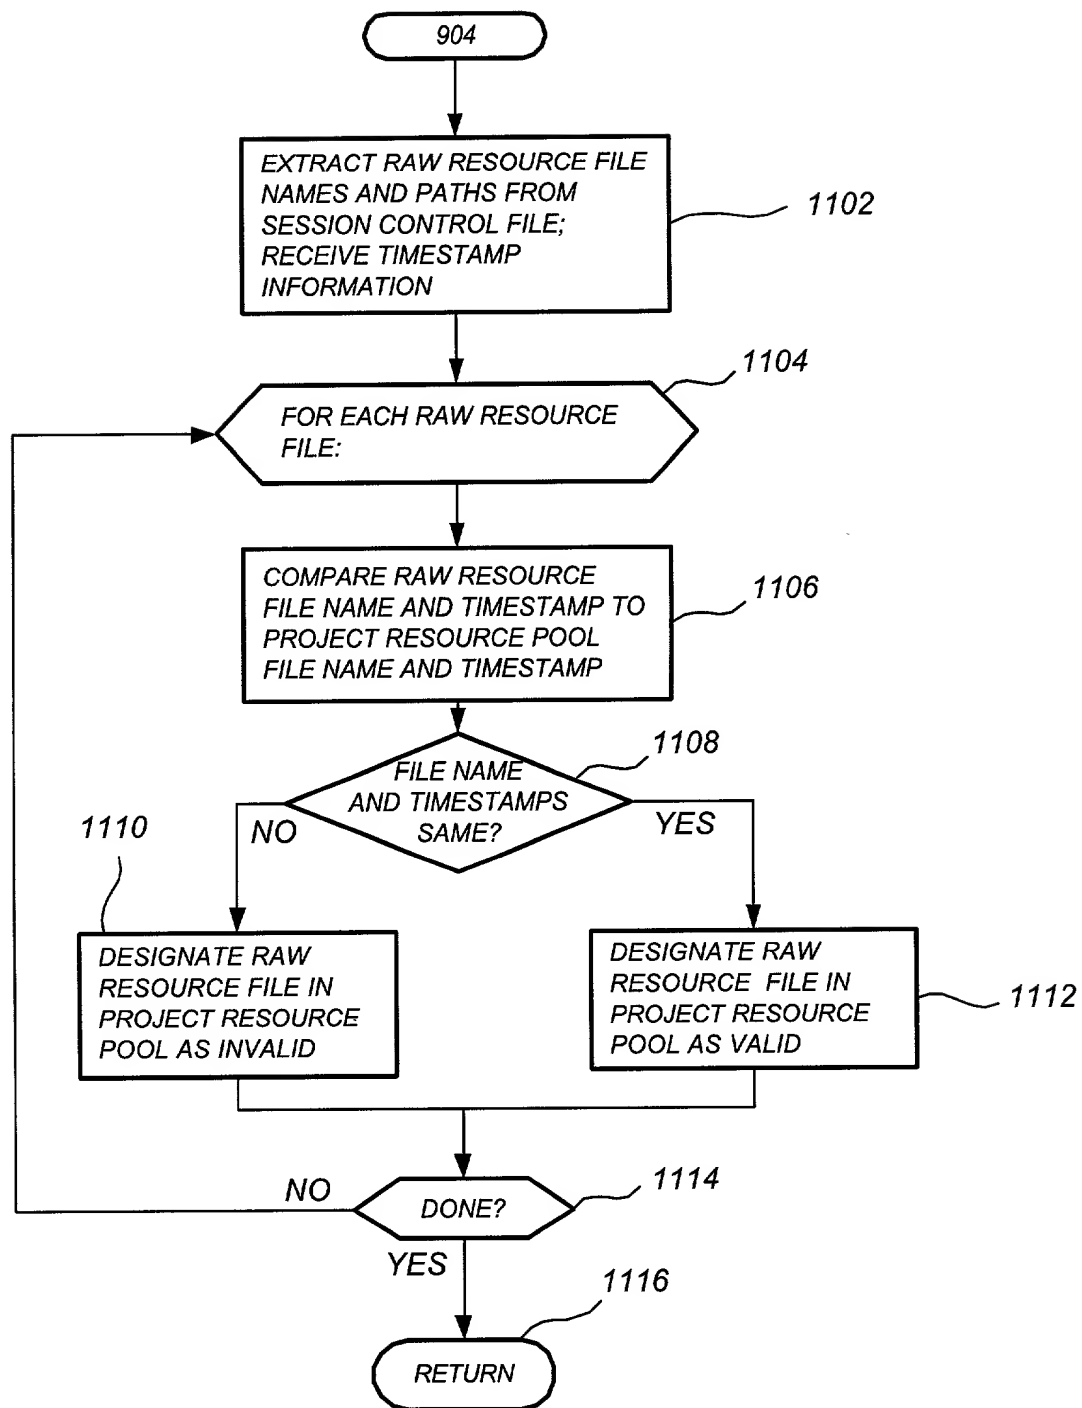 904
EXTRACT RAW RESOURCE FILE
NAMES AND PATHS FROM
SESSION CONTROL FILE;
RECEIVE TIMESTAMP
INFORMATION
1102
1104
FOR EACH RAW RESOURCE
FILE:
COMPARE RAW RESOURCE
FILE NAME AND TIMESTAMP TO
PROJECT RESOURCE POOL
FILE NAME AND TIMESTAMP
1106
1108
FILE NAME
AND TIMESTAMPS
SAME?
NO
YES
1110
DESIGNATE RAW
RESOURCE FILE IN
PROJECT RESOURCE
POOL AS INVALID
DESIGNATE RAW
RESOURCE FILE IN
PROJECT RESOURCE
POOL AS VALID
1112
1114
NO
DONE?
YES
1116
RETURN